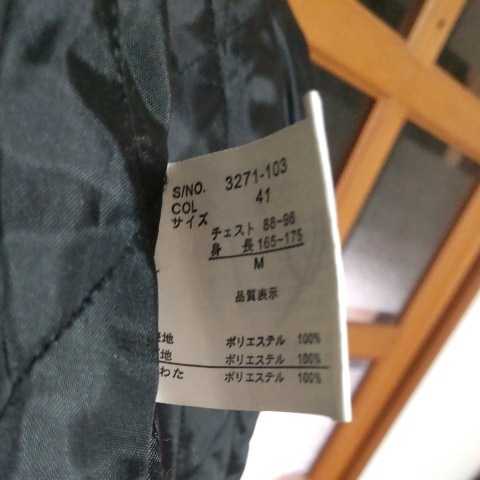 S/NO. 3271-103
COL 41
サイズ
チェスト 88-96
身 長 165-175
M
品質表示
地 ポリエステル 100%
地 ポリエステル 100%
わた ポリエステル 100%